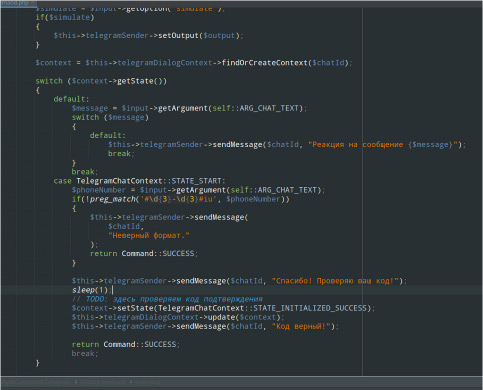 $simulate = $input->getOption('simulate');
if($simulate)
{
$this->telegramSender->setOutput($output);
}
$context = $this->telegramDialogContext->findOrCreateContext($chatId);
switch ($context->getState())
{
default:
$message = $input->getArgument(self::ARG_CHAT_TEXT);
switch ($message)
{
default:
$this->telegramSender->sendMessage($chatId, "Реакция на сообщение {$message}");
break;
}
break;
case TelegramChatContext::STATE_START:
$phoneNumber = $input->getArgument(self::ARG_CHAT_TEXT);
if(!preg_match('#\d{3}-\d{3}#iu', $phoneNumber))
{
$this->telegramSender->sendMessage(
$chatId,
"Неверный формат."
);
return Command::SUCCESS;
}
$this->telegramSender->sendMessage($chatId, "Спасибо! Проверяю ваш код!");
sleep(1);
// TODO: здесь проверяем код подтверждения
$context->setState(TelegramChatContext::STATE_INITIALIZED_SUCCESS);
$this->telegramDialogContext->update($context);
$this->telegramSender->sendMessage($chatId, "Код верный!");
return Command::SUCCESS;
break;
}